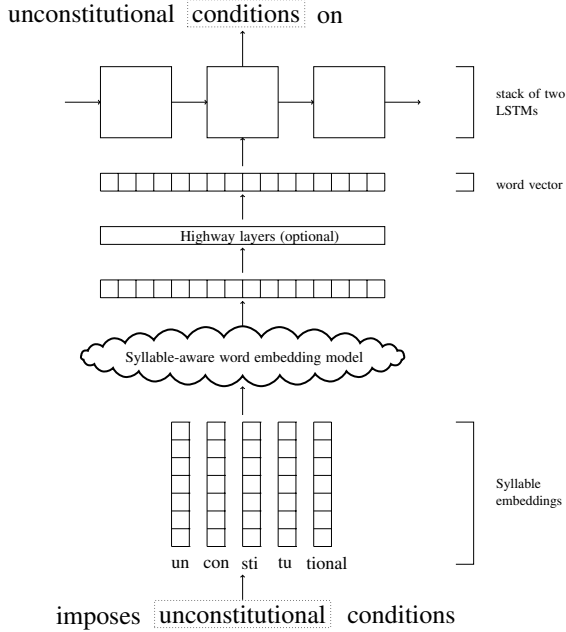 unconstitutional conditions on
stack of two
LSTMs
word vector
Highway layers (optional)
Syllable-aware word embedding model
Syllable
embeddings
un con sti tu tional
imposes unconstitutional conditions